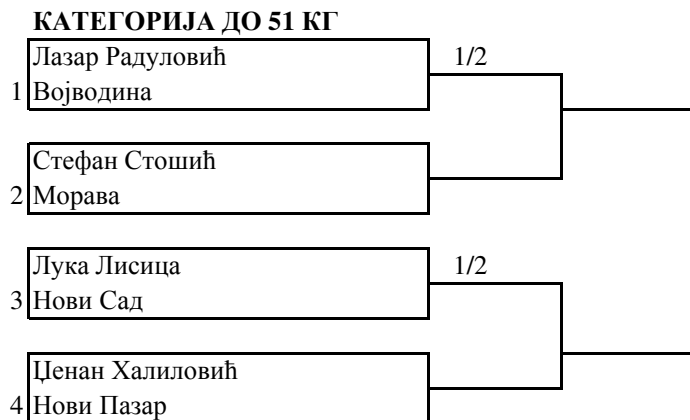 КАТЕГОРИЈА ДО 51 КГ
Лазар Радуловић 1/2
1 Војводина
Стефан Стошић
2 Морава
Лука Лисица 1/2
3 Нови Сад
Џенан Халиловић
4 Нови Пазар